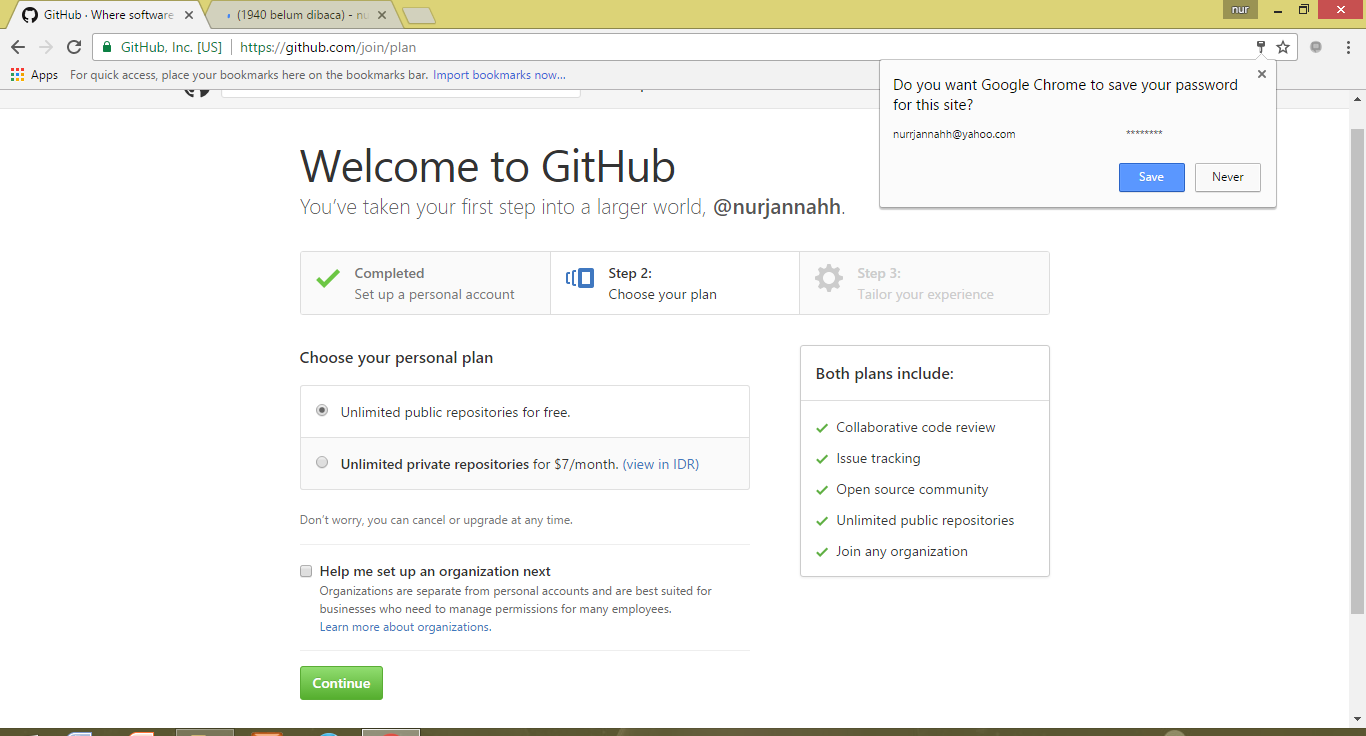 GitHub · Where software
(1940 belum dibaca) - nu
nur
GitHub, Inc. [US]
https://github.com/join/plan
Apps
For quick access, place your bookmarks here on the bookmarks bar.
Import bookmarks now...
Do you want Google Chrome to save your password
for this site?
nurrjannahh@yahoo.com
********
Save
Never
Welcome to GitHub
You've taken your first step into a larger world, @nurjannahh.
Completed
Set up a personal account
Step 2:
Choose your plan
Step 3:
Tailor your experience
Choose your personal plan
Unlimited public repositories for free.
Unlimited private repositories for $7/month. (view in IDR)
Don't worry, you can cancel or upgrade at any time.
Help me set up an organization next
Organizations are separate from personal accounts and are best suited for
businesses who need to manage permissions for many employees.
Learn more about organizations.
Continue
Both plans include:
Collaborative code review
Issue tracking
Open source community
Unlimited public repositories
Join any organization